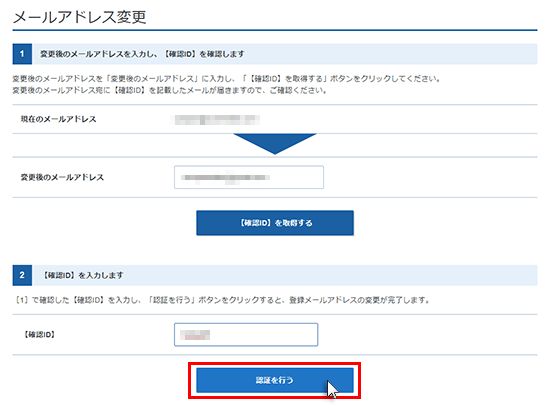 メールアドレス変更
1 変更後のメールアドレスを入力し、【確認ID】を確認します
変更後のメールアドレスを「変更後のメールアドレス」に入力し、「【確認ID】を取得する」ボタンをクリックしてください。
変更後のメールアドレス宛に【確認ID】を記載したメールが届きますので、ご確認ください。
現在のメールアドレス
変更後のメールアドレス
【確認ID】を取得する
2 【確認ID】を入力します
［1］で確認した【確認ID】を入力し、「認証を行う」ボタンをクリックすると、登録メールアドレスの変更が完了します。
【確認ID】
認証を行う